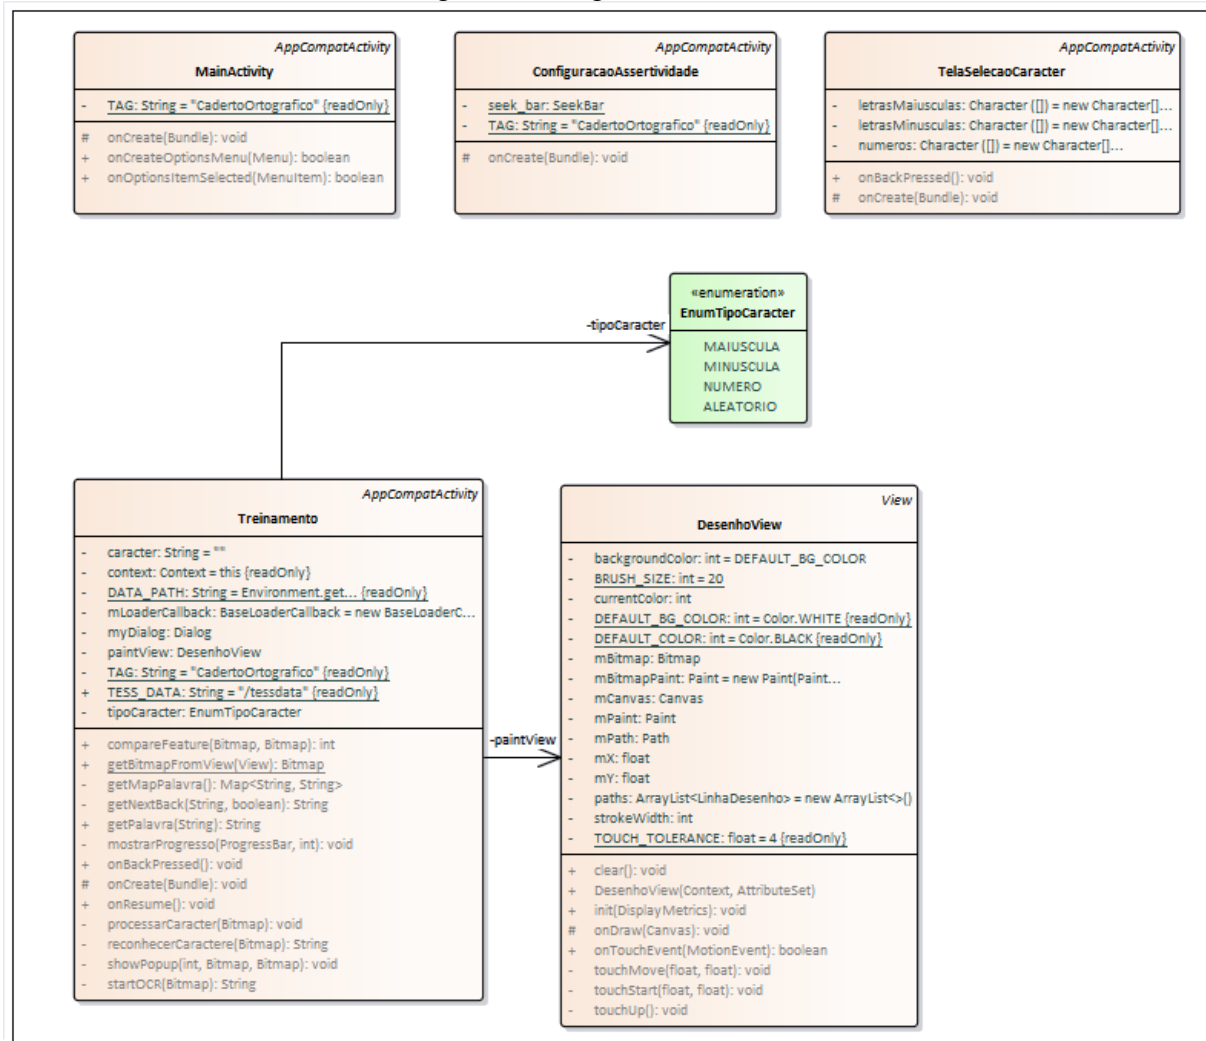 AppCompatActivity
MainActivity
- TAG: String = "CadertoOrtografico" {readOnly}
# onCreate(Bundle): void
+ onCreateOptionsMenu(Menu): boolean
+ onOptionsItemSelected(MenuItem): boolean
AppCompatActivity
ConfiguracaoAssertividade
- seek_bar: SeekBar
- TAG: String = "CadertoOrtografico" {readOnly}
# onCreate(Bundle): void
AppCompatActivity
TelaSelecaoCaracter
- letrasMaiusculas: Character ([]) = new Character[]...
- letrasMinusculas: Character ([]) = new Character[]...
- numeros: Character ([]) = new Character[]...
+ onBackPressed(): void
# onCreate(Bundle): void
«enumeration»
EnumTipoCaracter
MAIUSCULA
MINUSCULA
NUMERO
ALEATORIO
-tipoCaracter
AppCompatActivity
Treinamento
- caracter: String = ""
- context: Context = this {readOnly}
- DATA_PATH: String = Environment.get... {readOnly}
- mLoaderCallback: BaseLoaderCallback = new BaseLoaderC...
- myDialog: Dialog
- paintView: DesenhoView
- TAG: String = "CadertoOrtografico" {readOnly}
+ TESS_DATA: String = "/tessdata" {readOnly}
- tipoCaracter: EnumTipoCaracter
+ compareFeature(Bitmap, Bitmap): int
+ getBitmapFromView(View): Bitmap
- getMapPalavra(): Map<String, String>
- getNextBack(String, boolean): String
+ getPalavra(String): String
- mostrarProgresso(ProgressBar, int): void
+ onBackPressed(): void
# onCreate(Bundle): void
+ onResume(): void
- processarCaracter(Bitmap): void
- reconhecerCaractere(Bitmap): String
- showPopup(int, Bitmap, Bitmap): void
- startOCR(Bitmap): String
-paintView
View
DesenhoView
- backgroundColor: int = DEFAULT_BG_COLOR
- BRUSH_SIZE: int = 20
- currentColor: int
- DEFAULT_BG_COLOR: int = Color.WHITE {readOnly}
- DEFAULT_COLOR: int = Color.BLACK {readOnly}
- mBitmap: Bitmap
- mBitmapPaint: Paint = new Paint(Paint...
- mCanvas: Canvas
- mPaint: Paint
- mPath: Path
- mX: float
- mY: float
- paths: ArrayList<LinhaDesenho> = new ArrayList<>()
- strokeWidth: int
- TOUCH_TOLERANCE: float = 4 {readOnly}
+ clear(): void
+ DesenhoView(Context, AttributeSet)
+ init(DisplayMetrics): void
# onDraw(Canvas): void
+ onTouchEvent(MotionEvent): boolean
- touchMove(float, float): void
- touchStart(float, float): void
- touchUp(): void